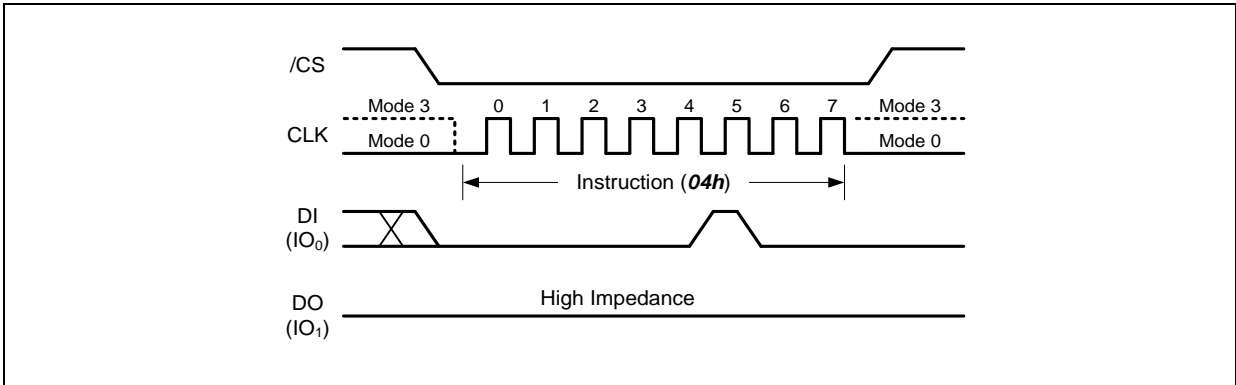 /CS
Mode 3 0 1 2 3 4 5 6 7 Mode 3
CLK
Mode 0 Mode 0
Instruction (04h)
DI
(IO₀)
High Impedance
DO
(IO₁)